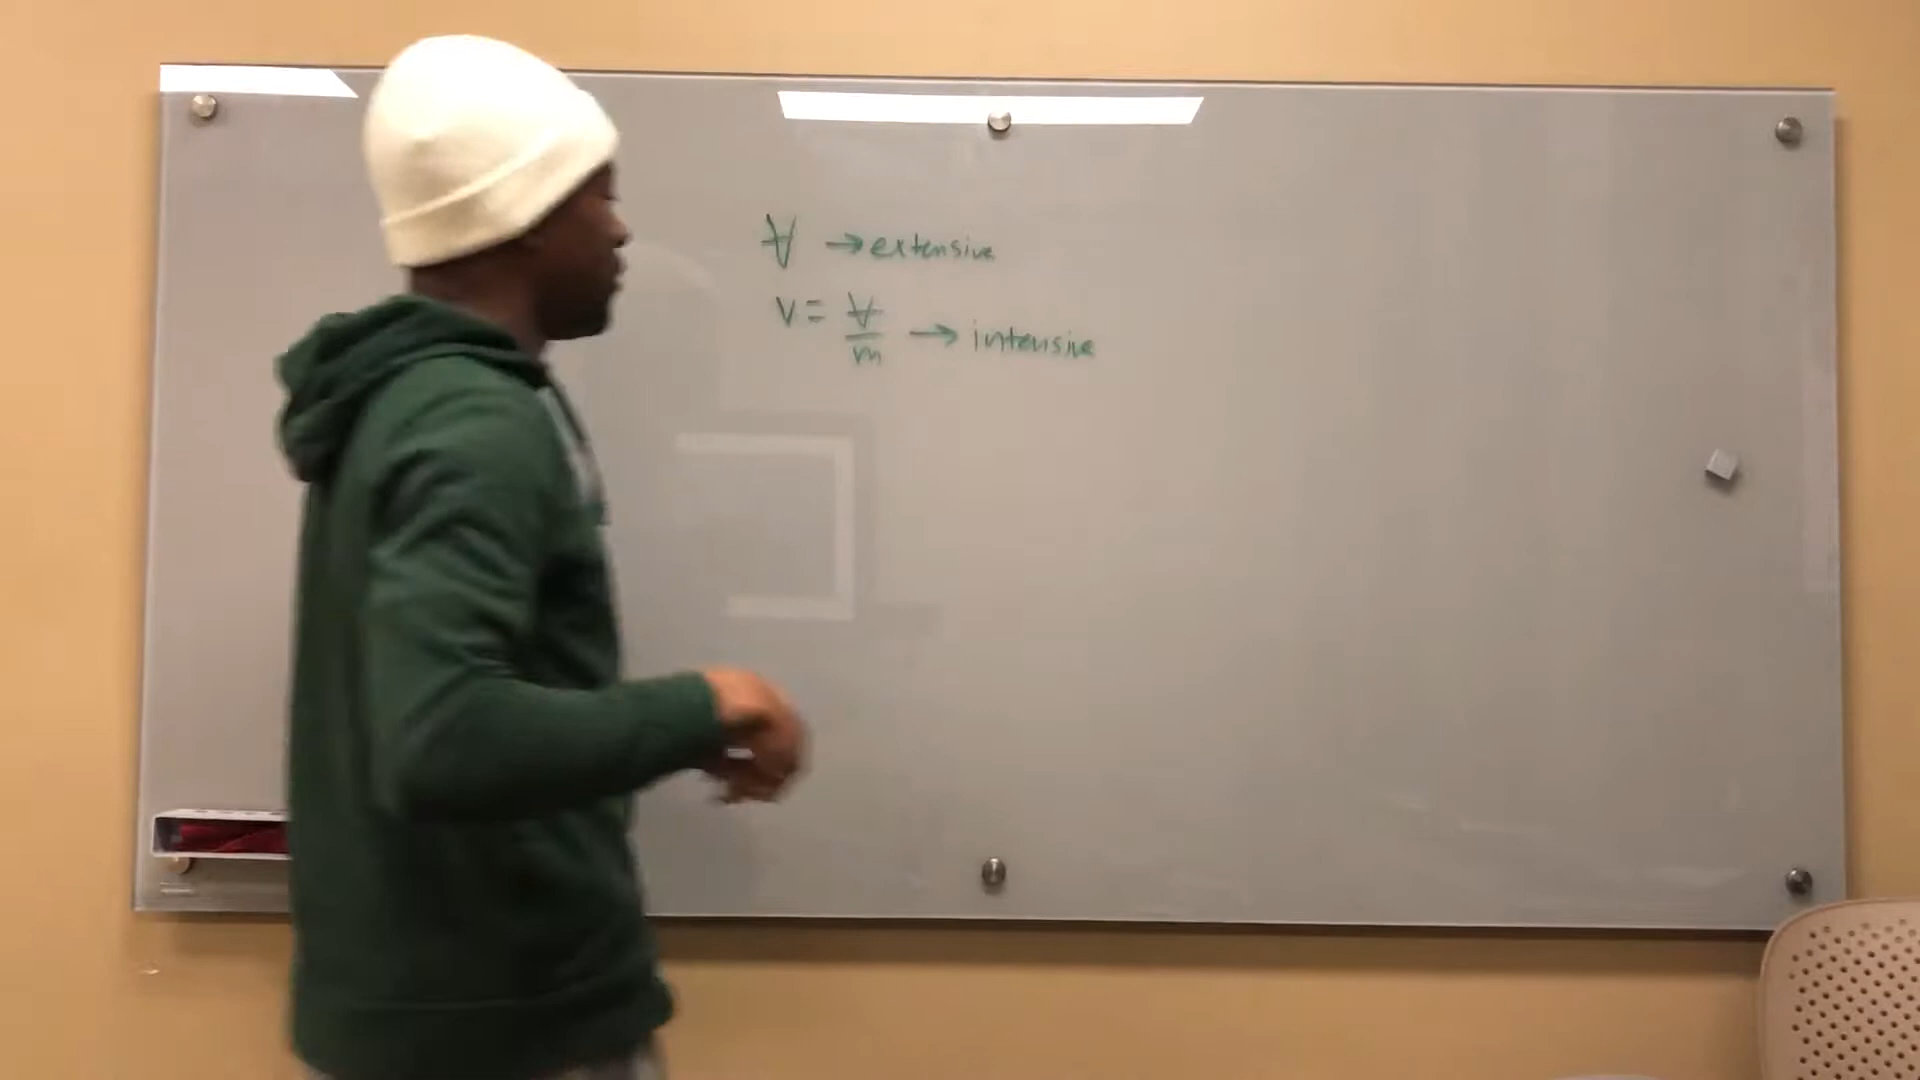 V → extensive
v = V/m → intensive